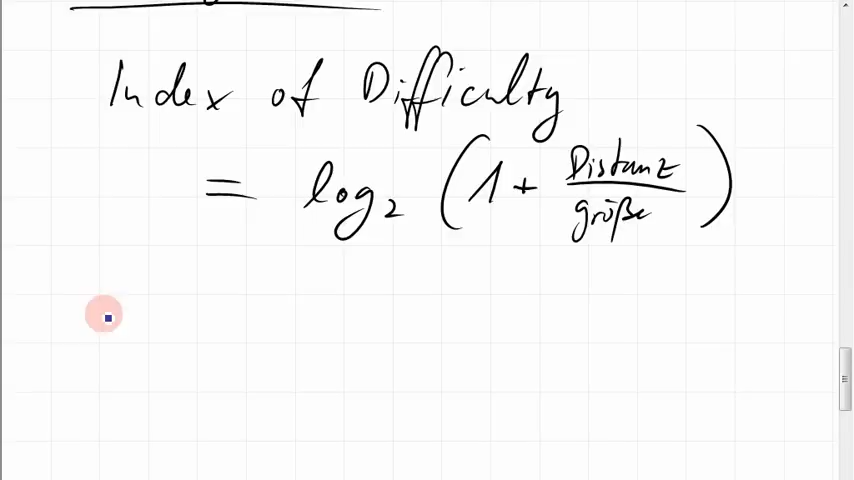 Index of Difficulty
= log₂ (1 + Distanz/größe)